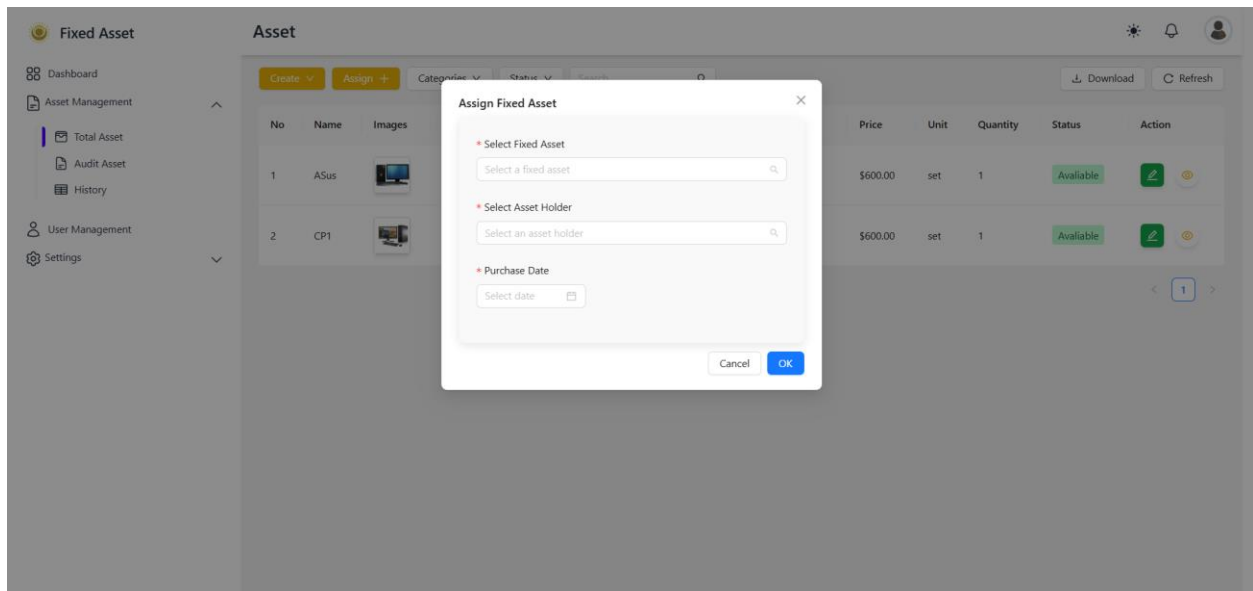 Fixed Asset
Asset
Dashboard
Asset Management
Total Asset
Audit Asset
History
User Management
Settings
Create
Assign +
Categories
Status
Search
Download
Refresh
No Name Images Price Unit Quantity Status Action
1 ASus $600.00 set 1 Avaliable
2 CP1 $600.00 set 1 Avaliable
< 1 >
Assign Fixed Asset
* Select Fixed Asset
Select a fixed asset
* Select Asset Holder
Select an asset holder
* Purchase Date
Select date
Cancel OK